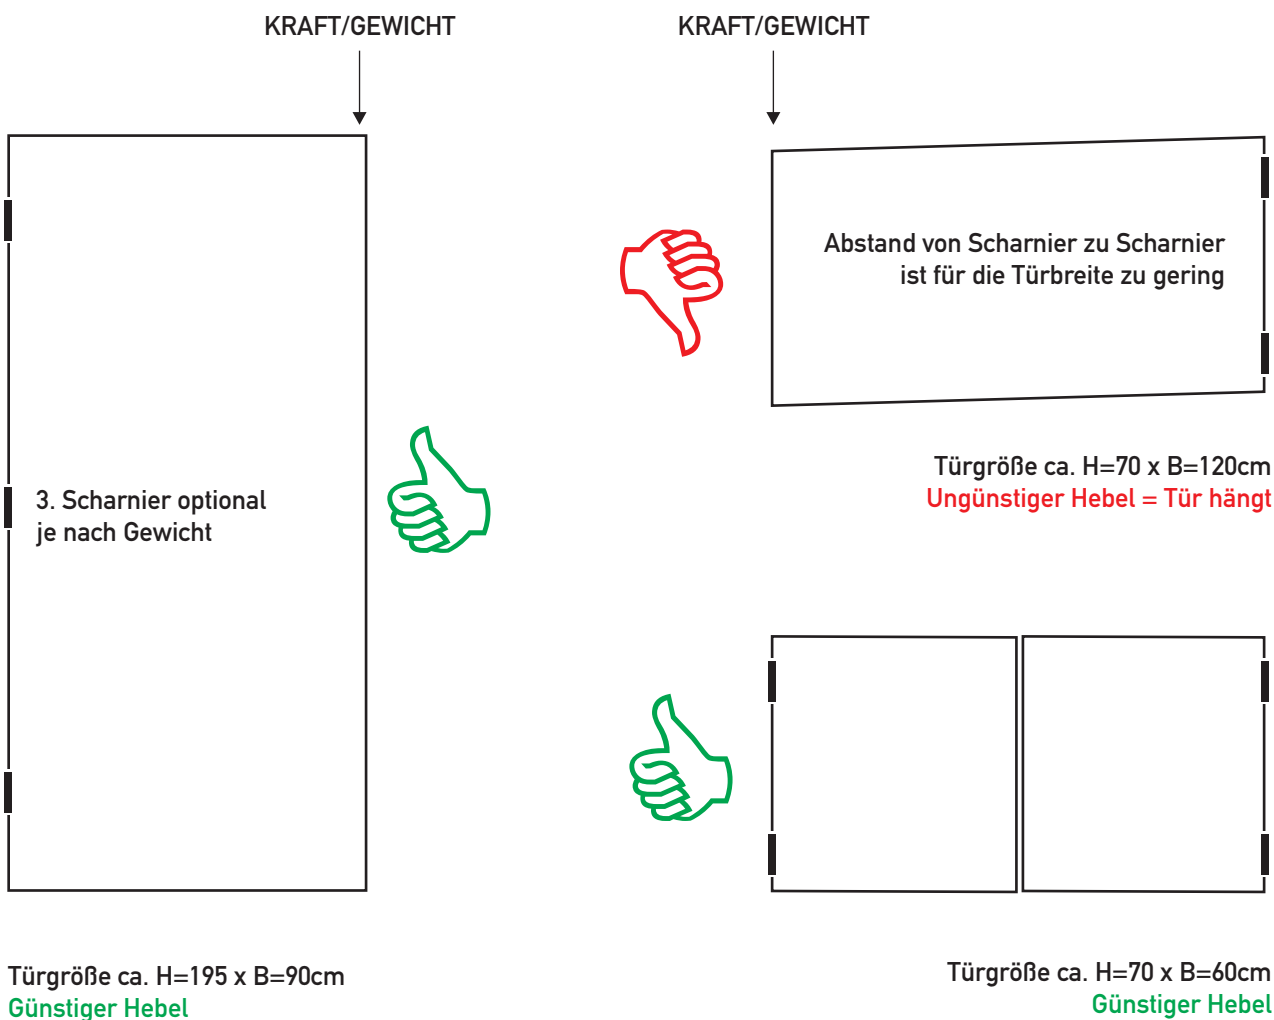 KRAFT/GEWICHT
KRAFT/GEWICHT
Abstand von Scharnier zu Scharnier
ist für die Türbreite zu gering
Türgröße ca. H=70 x B=120cm
Ungünstiger Hebel = Tür hängt
3. Scharnier optional
je nach Gewicht
Türgröße ca. H=195 x B=90cm
Günstiger Hebel
Türgröße ca. H=70 x B=60cm
Günstiger Hebel